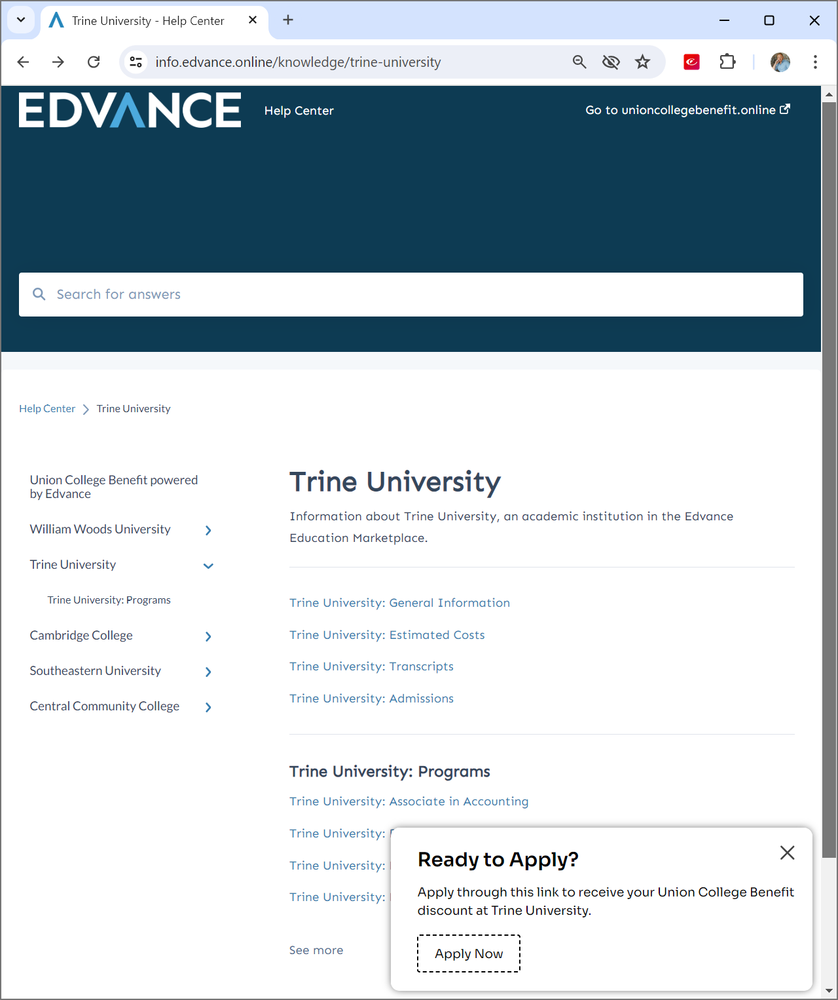 Trine University - Help Center
info.edvance.online/knowledge/trine-university
EDVANCE
Help Center
Go to unioncollegebenefit.online
Search for answers
Help Center
Trine University
Union College Benefit powered
by Edvance
William Woods University
Trine University
Trine University: Programs
Cambridge College
Southeastern University
Central Community College
Trine University
Information about Trine University, an academic institution in the Edvance
Education Marketplace.
Trine University: General Information
Trine University: Estimated Costs
Trine University: Transcripts
Trine University: Admissions
Trine University: Programs
Trine University: Associate in Accounting
Trine University:
Trine University:
Trine University:
See more
Ready to Apply?
Apply through this link to receive your Union College Benefit
discount at Trine University.
Apply Now